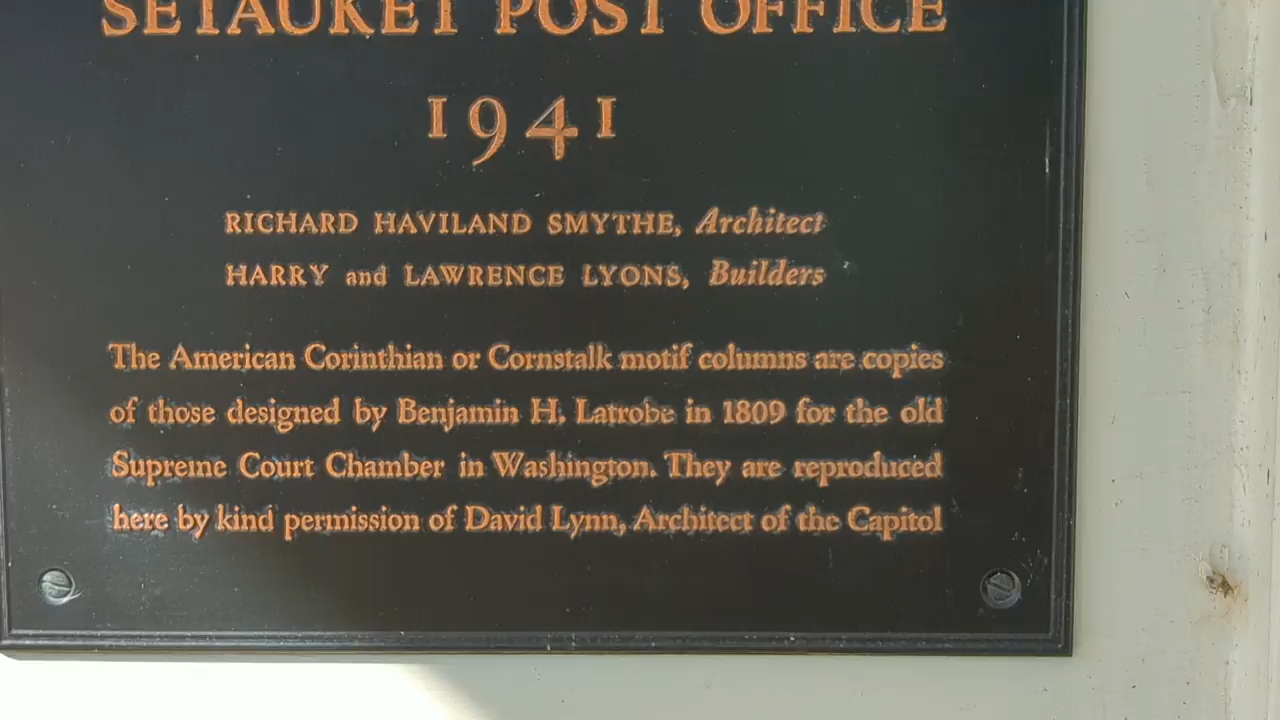 SETAUKET POST OFFICE
1941
RICHARD HAVILAND SMYTHE, Architect
HARRY and LAWRENCE LYONS, Builders
The American Corinthian or Cornstalk motif columns are copies
of those designed by Benjamin H. Latrobe in 1809 for the old
Supreme Court Chamber in Washington. They are reproduced
here by kind permission of David Lynn, Architect of the Capitol